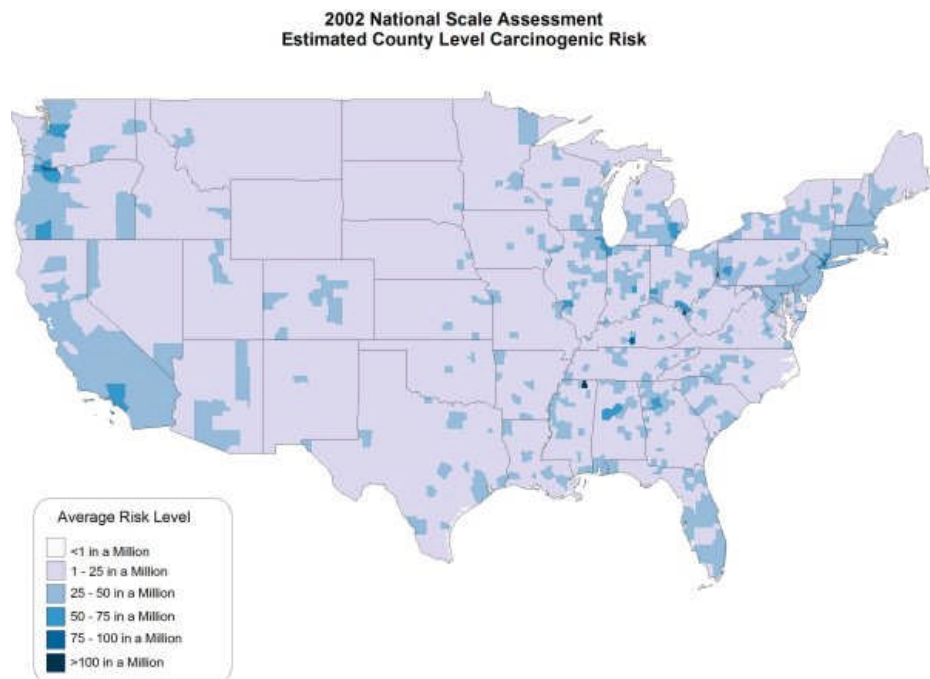 2002 National Scale Assessment
Estimated County Level Carcinogenic Risk
Average Risk Level
<1 in a Million
1 - 25 in a Million
25 - 50 in a Million
50 - 75 in a Million
75 - 100 in a Million
>100 in a Million